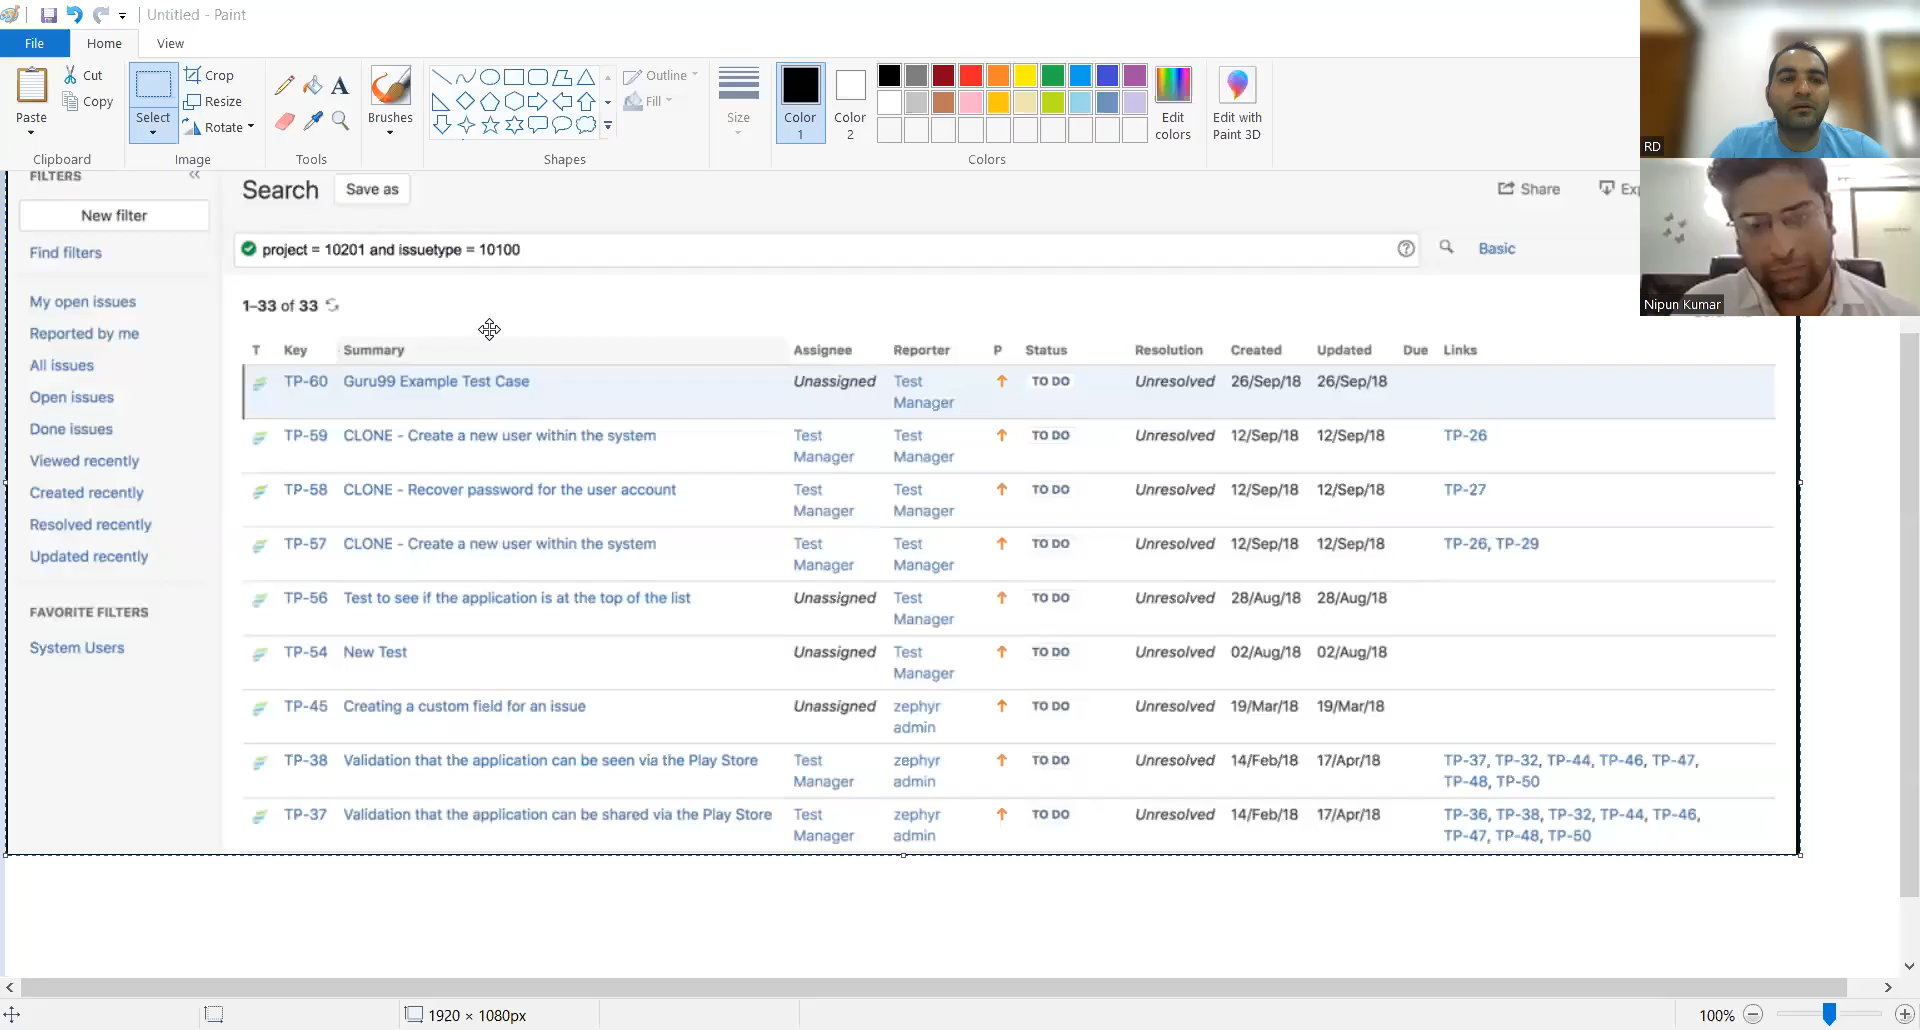 Untitled - Paint
File Home View
Paste
Cut
Copy
Clipboard
Select
Crop
Resize
Rotate
Image
A
Tools
Brushes
Outline
Fill
Shapes
Size
Color 1
Color 2
Edit colors
Edit with Paint 3D
Colors
RD
Nipun Kumar
FILTERS
New filter
Find filters
My open issues
Reported by me
All issues
Open issues
Done issues
Viewed recently
Created recently
Resolved recently
Updated recently
FAVORITE FILTERS
System Users
Search Save as Share
project = 10201 and issuetype = 10100 Basic
1–33 of 33
T Key Summary Assignee Reporter P Status Resolution Created Updated Due Links
TP-60 Guru99 Example Test Case Unassigned Test Manager TO DO Unresolved 26/Sep/18 26/Sep/18
TP-59 CLONE - Create a new user within the system Test Manager Test Manager TO DO Unresolved 12/Sep/18 12/Sep/18 TP-26
TP-58 CLONE - Recover password for the user account Test Manager Test Manager TO DO Unresolved 12/Sep/18 12/Sep/18 TP-27
TP-57 CLONE - Create a new user within the system Test Manager Test Manager TO DO Unresolved 12/Sep/18 12/Sep/18 TP-26, TP-29
TP-56 Test to see if the application is at the top of the list Unassigned Test Manager TO DO Unresolved 28/Aug/18 28/Aug/18
TP-54 New Test Unassigned Test Manager TO DO Unresolved 02/Aug/18 02/Aug/18
TP-45 Creating a custom field for an issue Unassigned zephyr admin TO DO Unresolved 19/Mar/18 19/Mar/18
TP-38 Validation that the application can be seen via the Play Store Test Manager zephyr admin TO DO Unresolved 14/Feb/18 17/Apr/18 TP-37, TP-32, TP-44, TP-46, TP-47, TP-48, TP-50
TP-37 Validation that the application can be shared via the Play Store Test Manager zephyr admin TO DO Unresolved 14/Feb/18 17/Apr/18 TP-36, TP-38, TP-32, TP-44, TP-46, TP-47, TP-48, TP-50
1920 × 1080px
100%